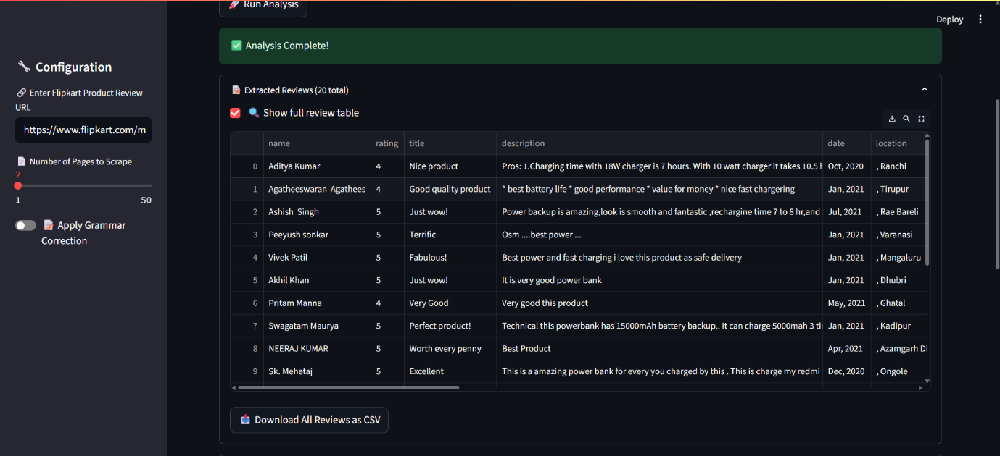 Run Analysis
Deploy
Analysis Complete!
Configuration
Enter Flipkart Product Review
URL
https://www.flipkart.com/m
Number of Pages to Scrape
2
1 50
Apply Grammar
Correction
Extracted Reviews (20 total)
Show full review table
name rating title description date location
0 Aditya Kumar 4 Nice product Pros: 1.Charging time with 18W charger is 7 hours. With 10 watt charger it takes 10.5 h Oct, 2020 , Ranchi
1 Agatheeswaran Agathees 4 Good quality product * best battery life * good performance * value for money * nice fast chargering Jan, 2021 , Tirupur
2 Ashish Singh 5 Just wow! Power backup is amazing,look is smooth and fantastic ,rechargine time 7 to 8 hr,and Jul, 2021 , Rae Bareli
3 Peeyush sonkar 5 Terrific Osm ....best power ... Jan, 2021 , Varanasi
4 Vivek Patil 5 Fabulous! Best power and fast charging i love this product as safe delivery Jan, 2021 , Mangaluru
5 Akhil Khan 5 Just wow! It is very good power bank Jan, 2021 , Dhubri
6 Pritam Manna 4 Very Good Very good this product May, 2021 , Ghatal
7 Swagatam Maurya 5 Perfect product! Technical this powerbank has 15000mAh battery backup.. It can charge 5000mah 3 ti Jan, 2021 , Kadipur
8 NEERAJ KUMAR 5 Worth every penny Best Product Apr, 2021 , Azamgarh Di
9 Sk. Mehetaj 5 Excellent This is a amazing power bank for every you charged by this . This is charge my redmi Dec, 2020 , Ongole
Download All Reviews as CSV